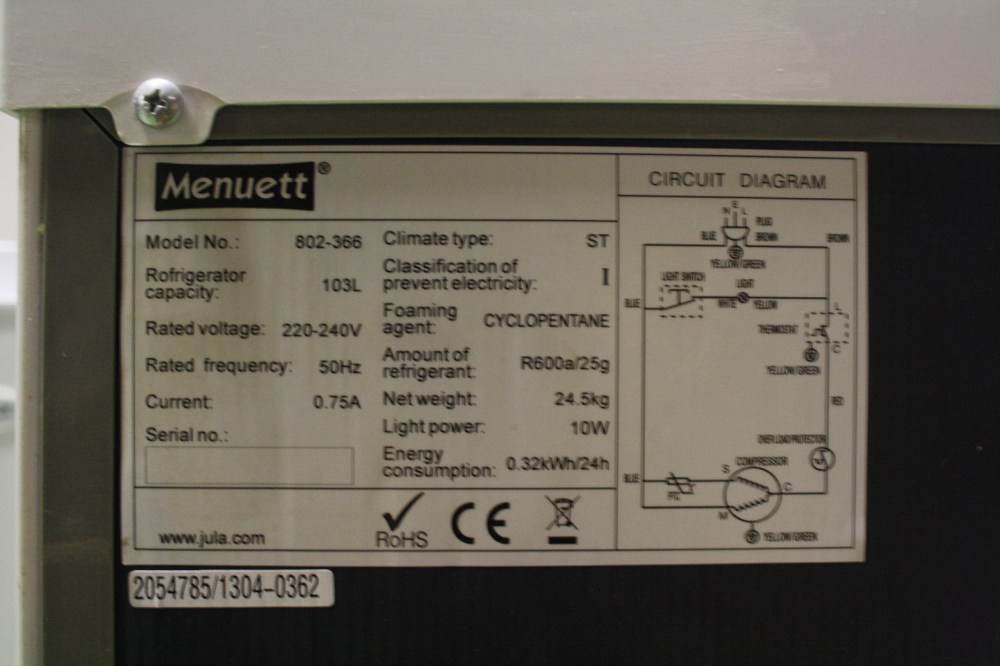 Menuett®
Model No.: 802-366
Rofrigerator
capacity: 103L
Rated voltage: 220-240V
Rated frequency: 50Hz
Current: 0.75A
Serial no.:
Climate type: ST
Classification of
prevent electricity: I
Foaming
agent: CYCLOPENTANE
Amount of
refrigerant: R600a/25g
Net weight: 24.5kg
Light power: 10W
Energy
consumption: 0.32kWh/24h
www.jula.com
RoHS
CE
CIRCUIT DIAGRAM
E
N L
PLUG
BLUE BROWN BROWN
YELLOW/GREEN
LIGHT SWITCH LIGHT
BLUE WHITE YELLOW
L
THERMOSTAT
C
YELLOW/GREEN
RED
OVER LOAD PROTECTOR
S COMPRESSOR
BLUE
PTC
C
M
YELLOW/GREEN
2054785/1304-0362